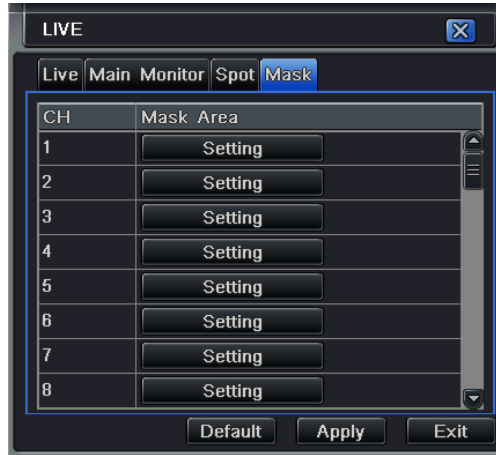 LIVE
Live Main Monitor Spot Mask
CH Mask Area
1 Setting
2 Setting
3 Setting
4 Setting
5 Setting
6 Setting
7 Setting
8 Setting
Default Apply Exit